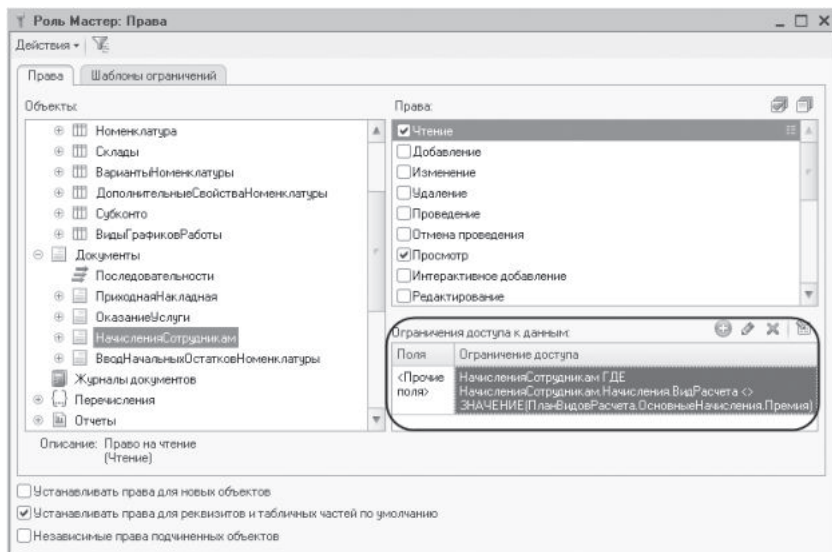 Роль Мастер: Права
Действия
Права
Шаблоны ограничений
Объекты:
Номенклатура
Склады
ВариантыНоменклатуры
ДополнительныеСвойстваНоменклатуры
Субконто
ВидыГрафиковРаботы
Документы
Последовательности
ПриходнаяНакладная
ОказаниеУслуги
НачисленияСотрудникам
ВводНачальныхОстатковНоменклатуры
Журналы документов
Перечисления
Отчеты
Права:
Чтение
Добавление
Изменение
Удаление
Проведение
Отмена проведения
Просмотр
Интерактивное добавление
Редактирование
Ограничения доступа к данным:
Поля Ограничение доступа
<Прочие
поля>
НачисленияСотрудникам ГДЕ
НачисленияСотрудникам.Начисления.ВидРасчета <>
ЗНАЧЕНИЕ(ПланВидовРасчета.ОсновныеНачисления.Премия)
Описание: Право на чтение
(Чтение)
Устанавливать права для новых объектов
Устанавливать права для реквизитов и табличных частей по умолчанию
Независимые права подчиненных объектов